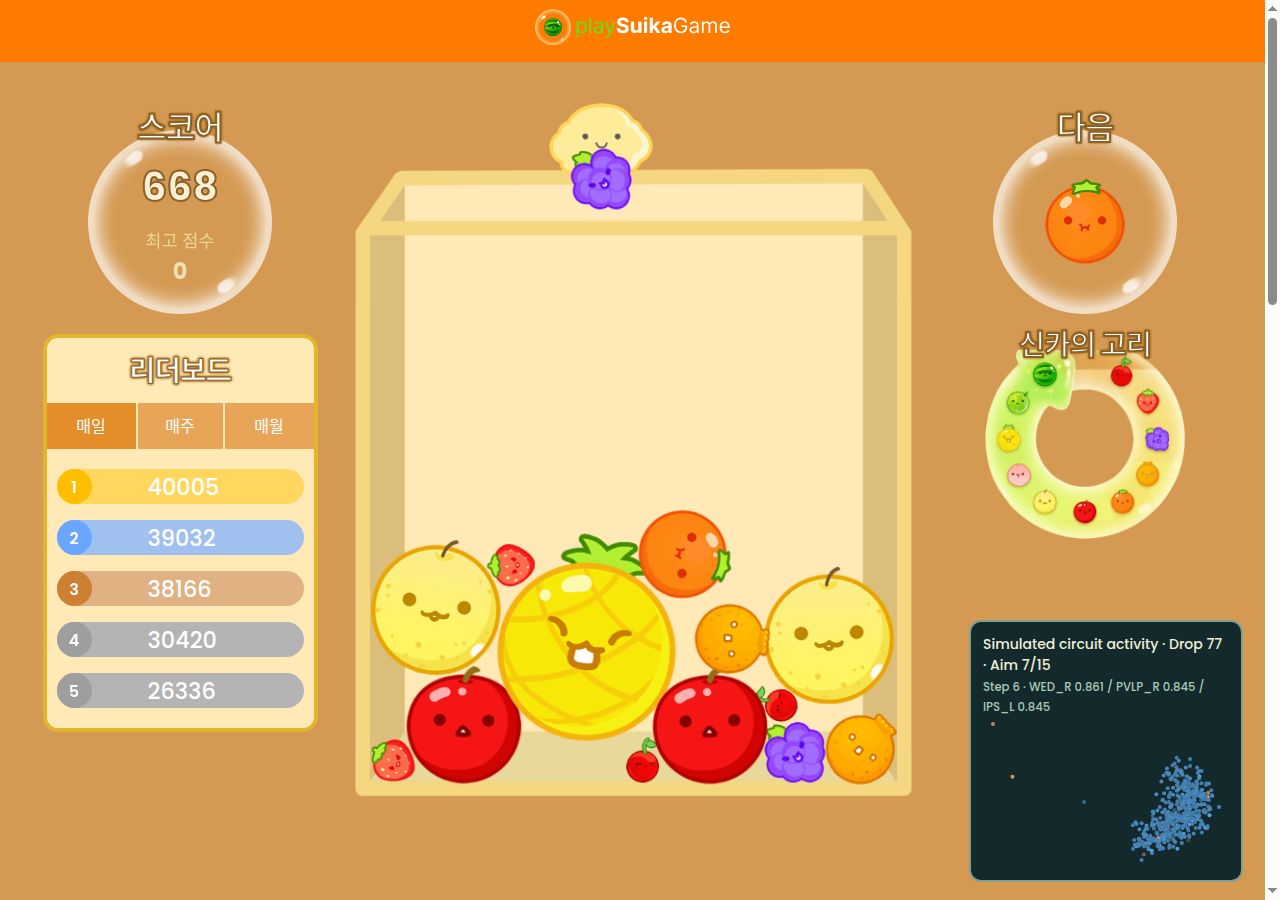 playSuikaGame
스코어
668
최고 점수
0
리더보드
매일 매주 매월
1 40005
2 39032
3 38166
4 30420
5 26336
다음
신카의 고리
Simulated circuit activity · Drop 77
· Aim 7/15
Step 6 · WED_R 0.861 / PVLP_R 0.845 /
IPS_L 0.845